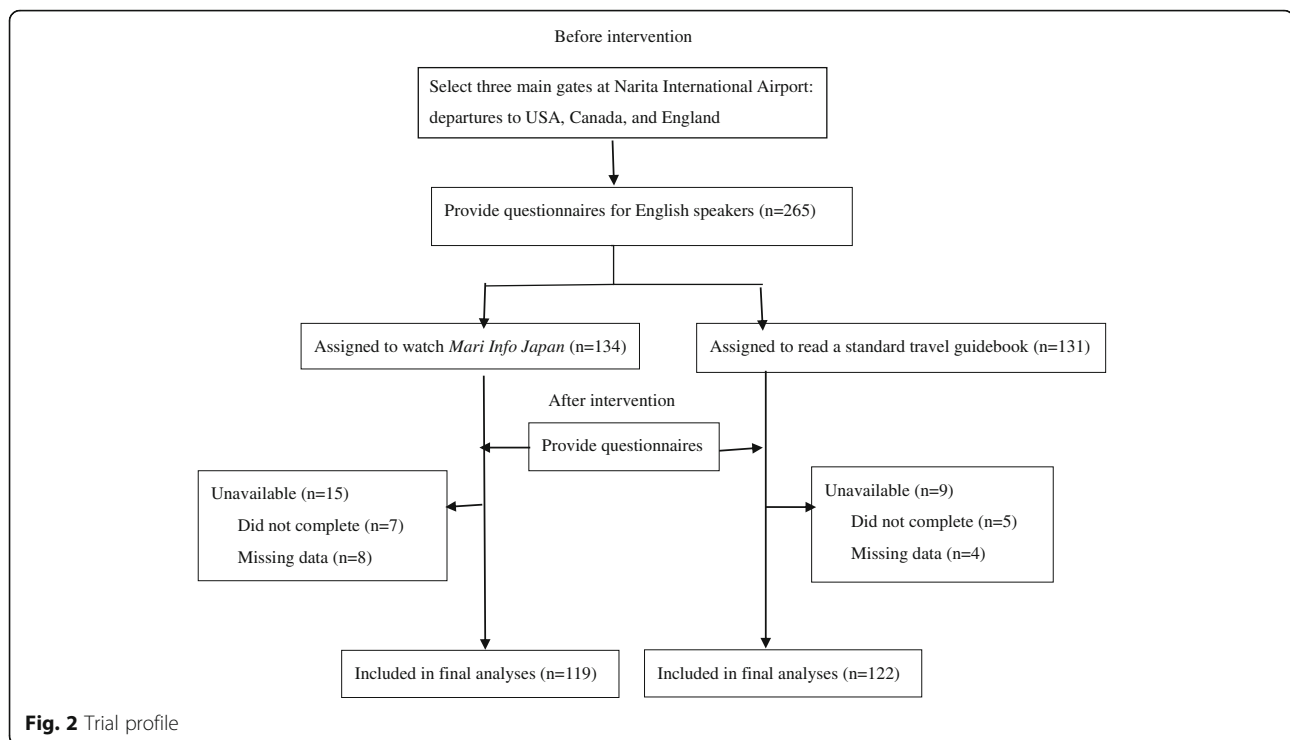 Before intervention
Select three main gates at Narita International Airport:
departures to USA, Canada, and England
Provide questionnaires for English speakers (n=265)
Assigned to watch Mari Info Japan (n=134)
Assigned to read a standard travel guidebook (n=131)
After intervention
Provide questionnaires
Unavailable (n=15)
Did not complete (n=7)
Missing data (n=8)
Unavailable (n=9)
Did not complete (n=5)
Missing data (n=4)
Included in final analyses (n=119)
Included in final analyses (n=122)
Fig. 2 Trial profile